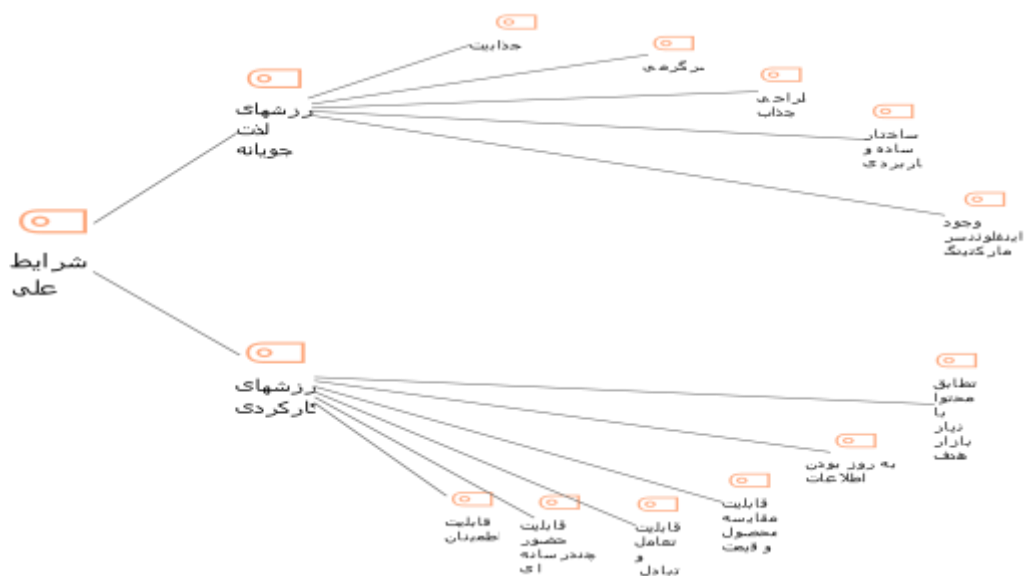 جذابیت
سرگرمی
طراحی
جذاب
ساختار
ساده و
کاربردی
وجود
اینفلوئنسر
مارکتینگ
ارزشهای
لذت
جویانه
شرایط
علی
ارزشهای
کارکردی
تطابق
محتوا
با
نیاز
بازار
هدف
به روز بودن
اطلاعات
قابلیت
مقایسه
محصول
و قیمت
قابلیت
تعامل
و
تبادل
قابلیت
حضور
چندرسانه
ای
قابلیت
اطمینان